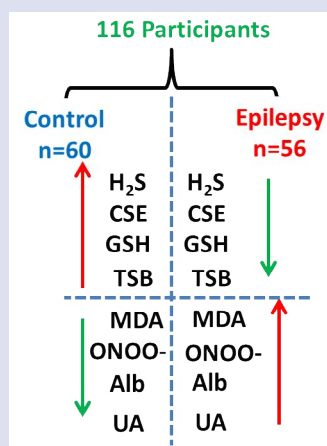 116 Participants
Control
n=60
Epilepsy
n=56
H₂S H₂S
CSE CSE
GSH GSH
TSB TSB
MDA MDA
ONOO- ONOO-
Alb Alb
UA UA